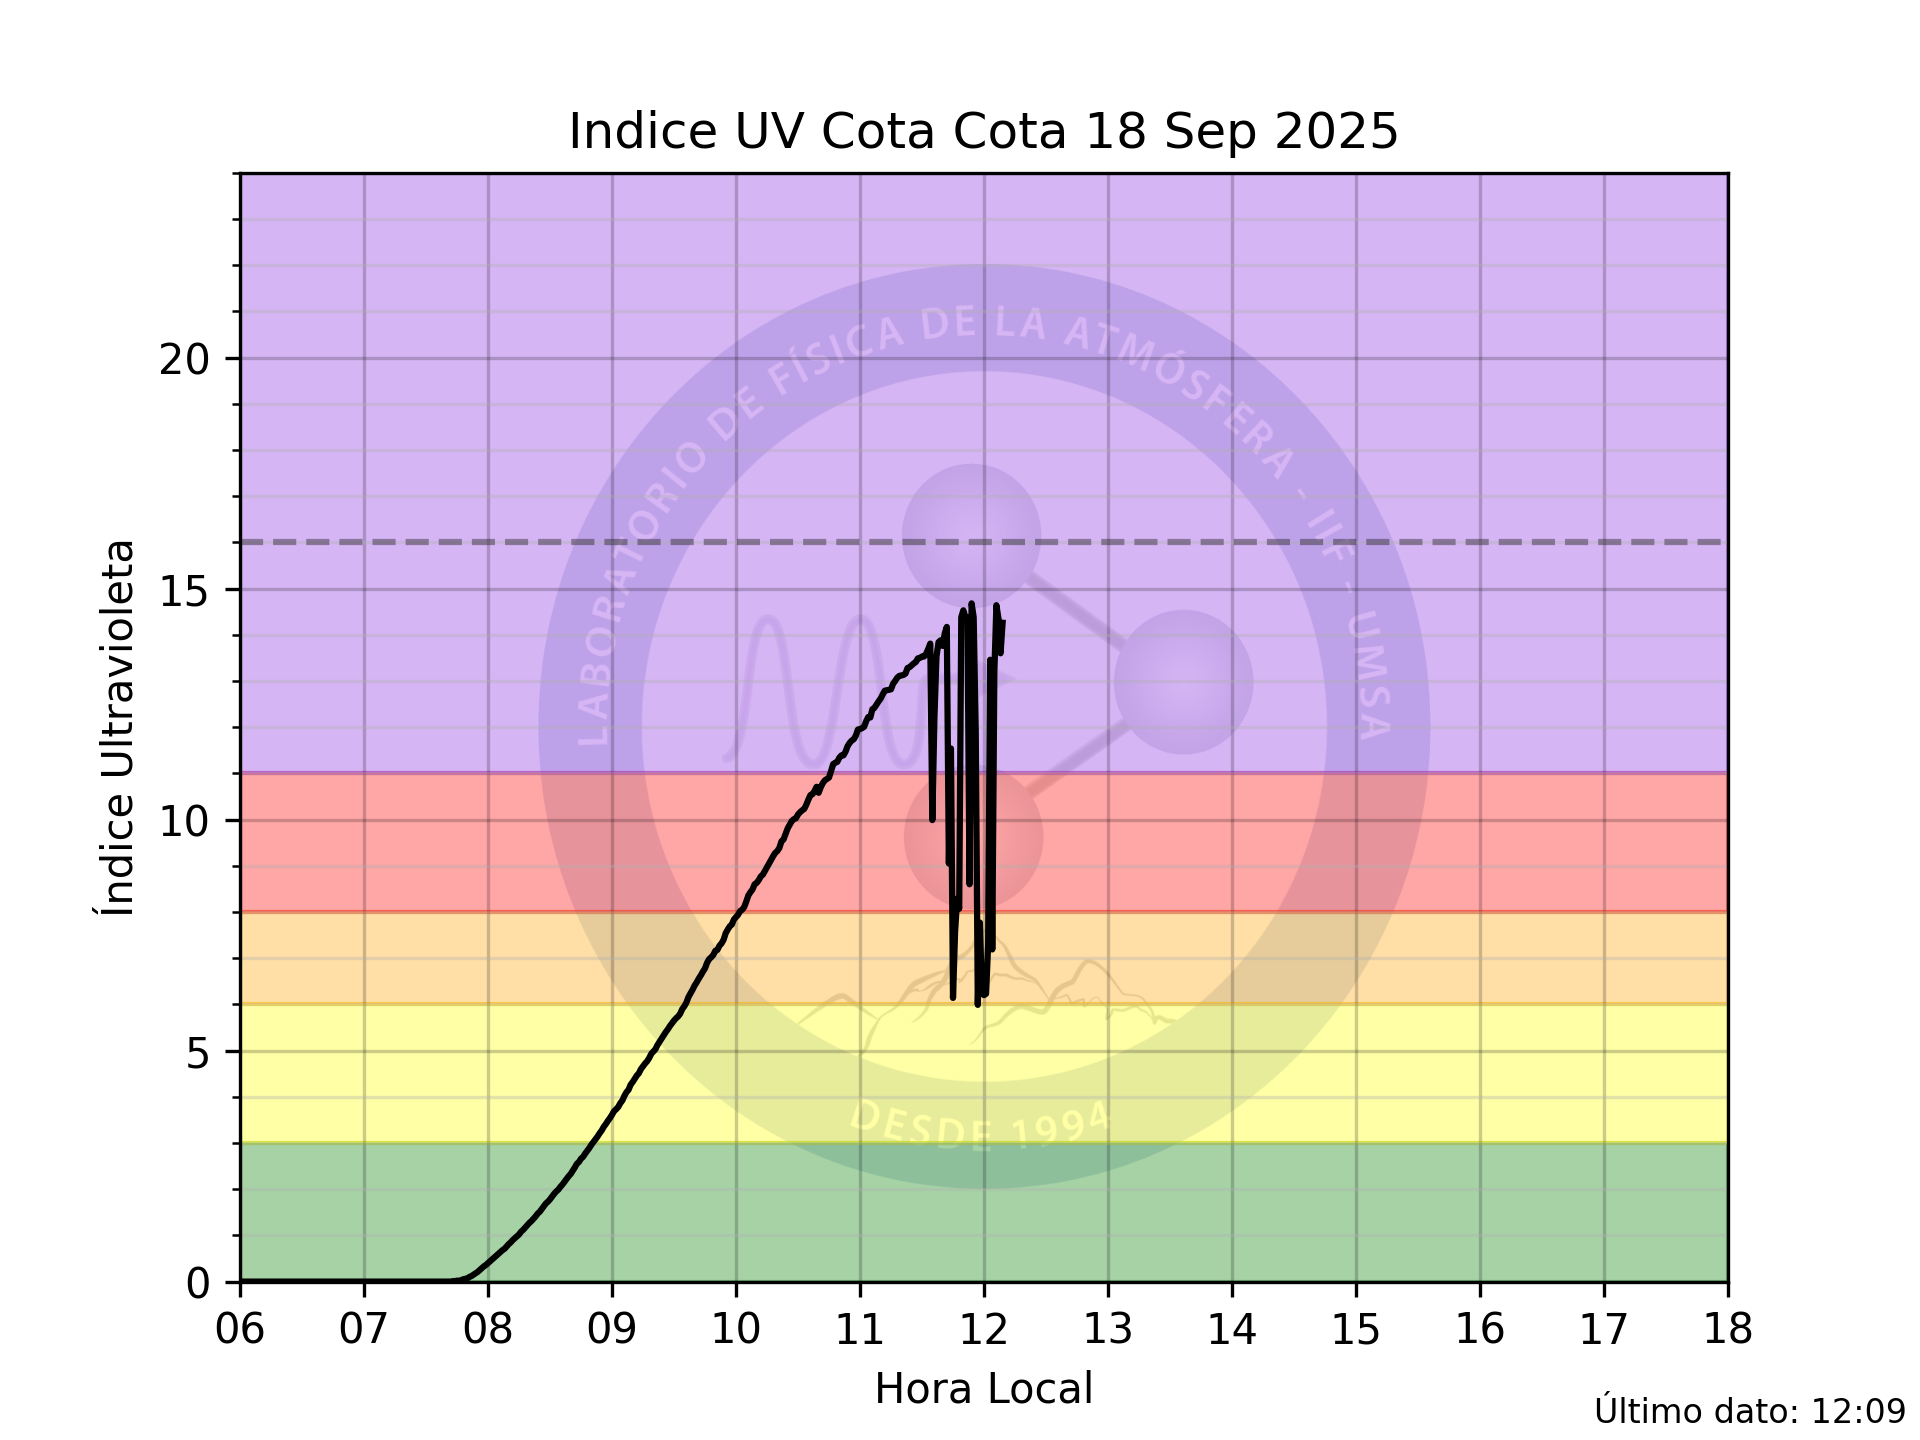 Indice UV Cota Cota 18 Sep 2025
LABORATORIO DE FÍSICA DE LA ATMÓSFERA - IIF - UMSA
DESDE 1994
Índice Ultravioleta
20
15
10
5
0
06 07 08 09 10 11 12 13 14 15 16 17 18
Hora Local
Último dato: 12:09